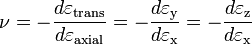 ν = − dε_trans / dε_axial = − dε_y / dε_x = − dε_z / dε_x